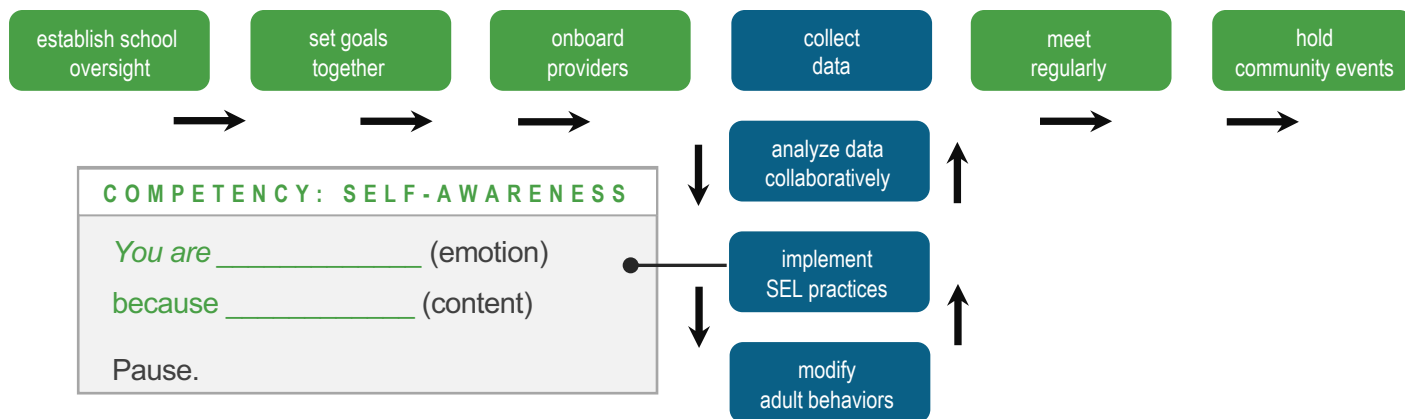 establish school
oversight
set goals
together
onboard
providers
collect
data
meet
regularly
hold
community events
analyze data
collaboratively
COMPETENCY: SELF-AWARENESS
You are _____________ (emotion)
because ____________ (content)
Pause.
implement
SEL practices
modify
adult behaviors